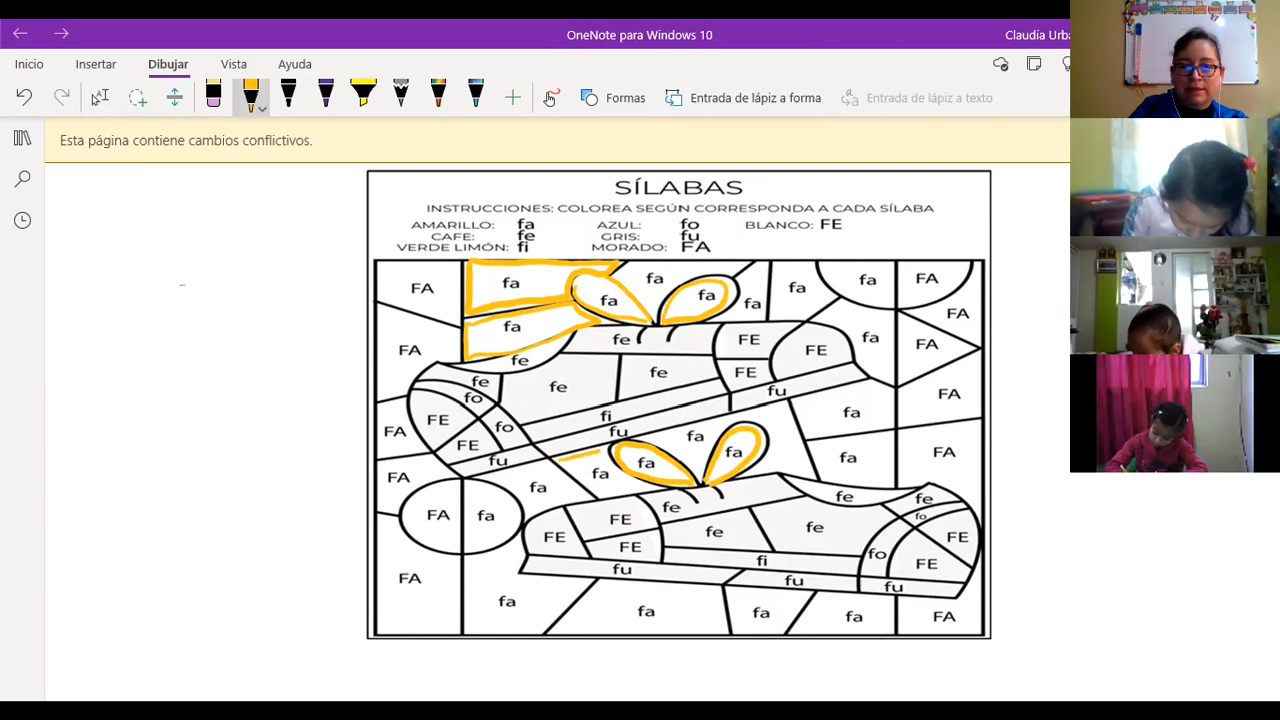 OneNote para Windows 10
Claudia Urba
Inicio Insertar Dibujar Vista Ayuda
Formas Entrada de lápiz a forma Entrada de lápiz a texto
Esta página contiene cambios conflictivos.
SÍLABAS
INSTRUCCIONES: COLOREA SEGÚN CORRESPONDA A CADA SÍLABA
AMARILLO: fa AZUL: fo BLANCO: FE
CAFE: fe GRIS: fu
VERDE LIMÓN: fi MORADO: FA
FA fa fa fa FA
fa fa fa fa FA
fa fe FE FE fa FA
FA fe
fe fe fe FE FA
fo FE fo fi fu fa FA
FA FE fu fa
fu fa fa fa fa FA
FA fa fe fe
FA fa FE fe fe fo
FE FE fe fi fo FE FE
FA fu fu fu
fa fa fa fa FA